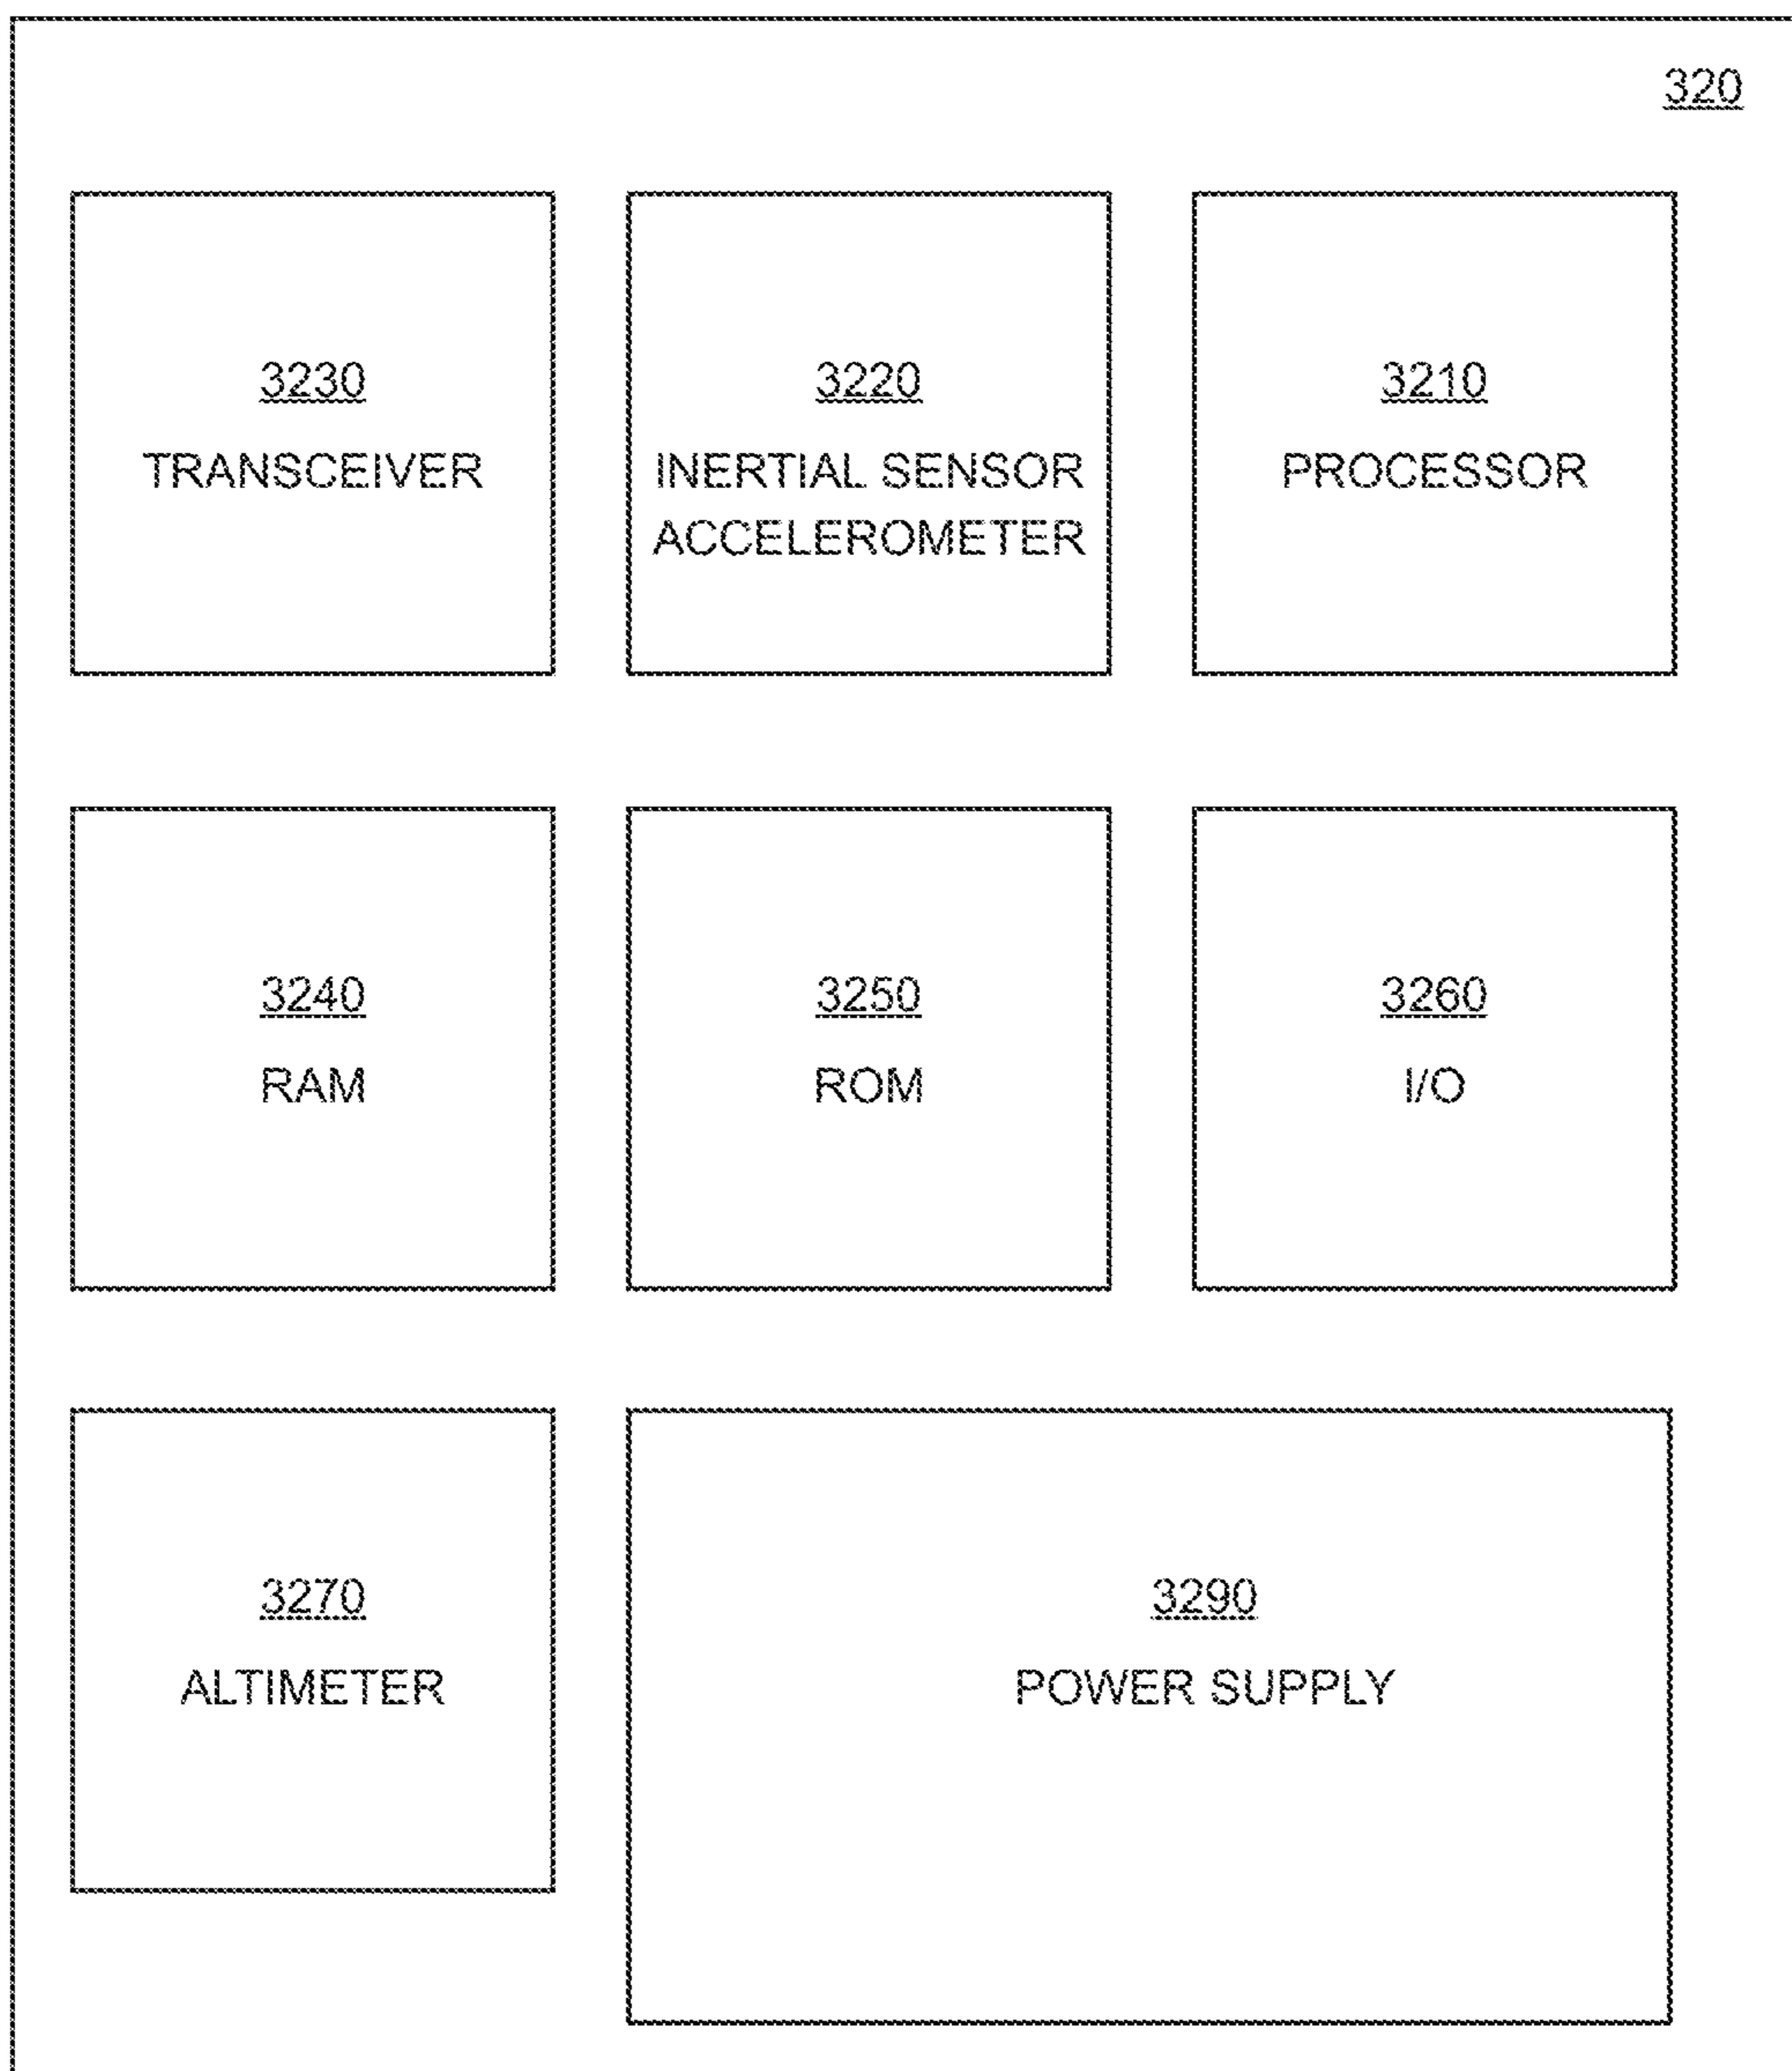 320
3230
TRANSCEIVER
3220
INERTIAL SENSOR
ACCELEROMETER
3210
PROCESSOR
3240
RAM
3250
ROM
3260
I/O
3270
ALTIMETER
3290
POWER SUPPLY